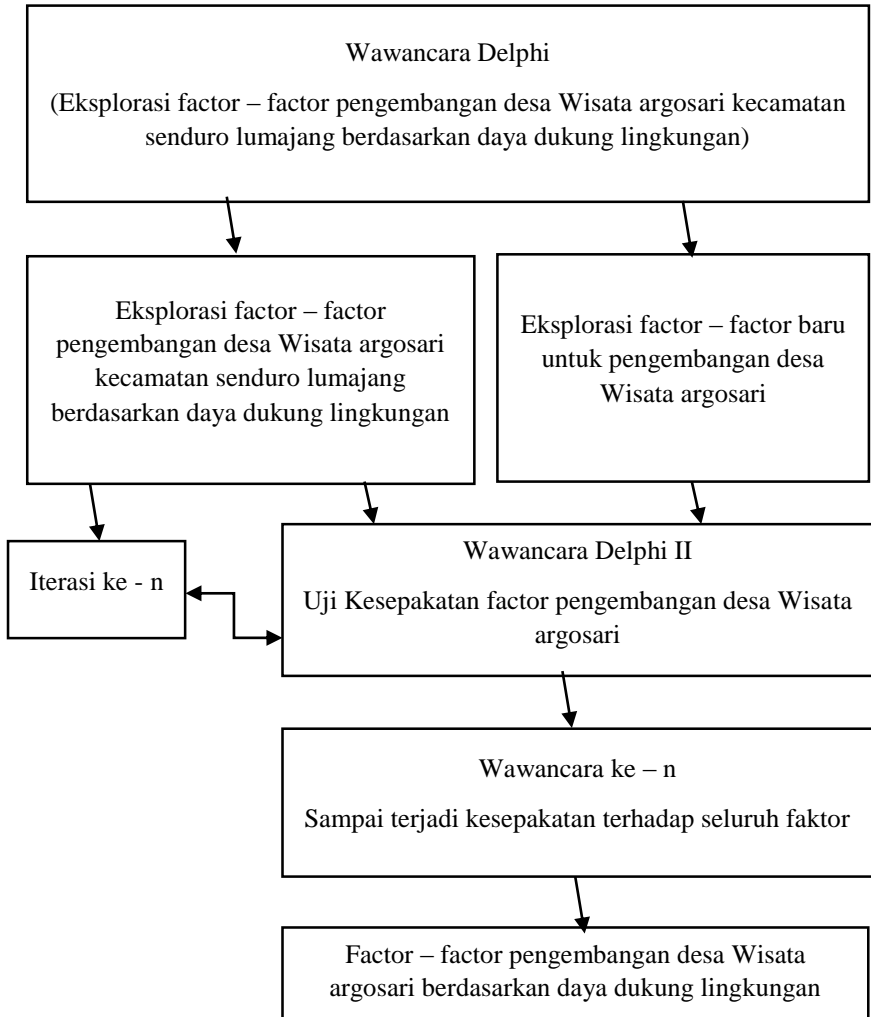 Wawancara Delphi
(Eksplorasi factor – factor pengembangan desa Wisata argosari kecamatan
senduro lumajang berdasarkan daya dukung lingkungan)
Eksplorasi factor – factor
pengembangan desa Wisata argosari
kecamatan senduro lumajang
berdasarkan daya dukung lingkungan
Eksplorasi factor – factor baru
untuk pengembangan desa
Wisata argosari
Iterasi ke - n
Wawancara Delphi II
Uji Kesepakatan factor pengembangan desa Wisata
argosari
Wawancara ke – n
Sampai terjadi kesepakatan terhadap seluruh faktor
Factor – factor pengembangan desa Wisata
argosari berdasarkan daya dukung lingkungan